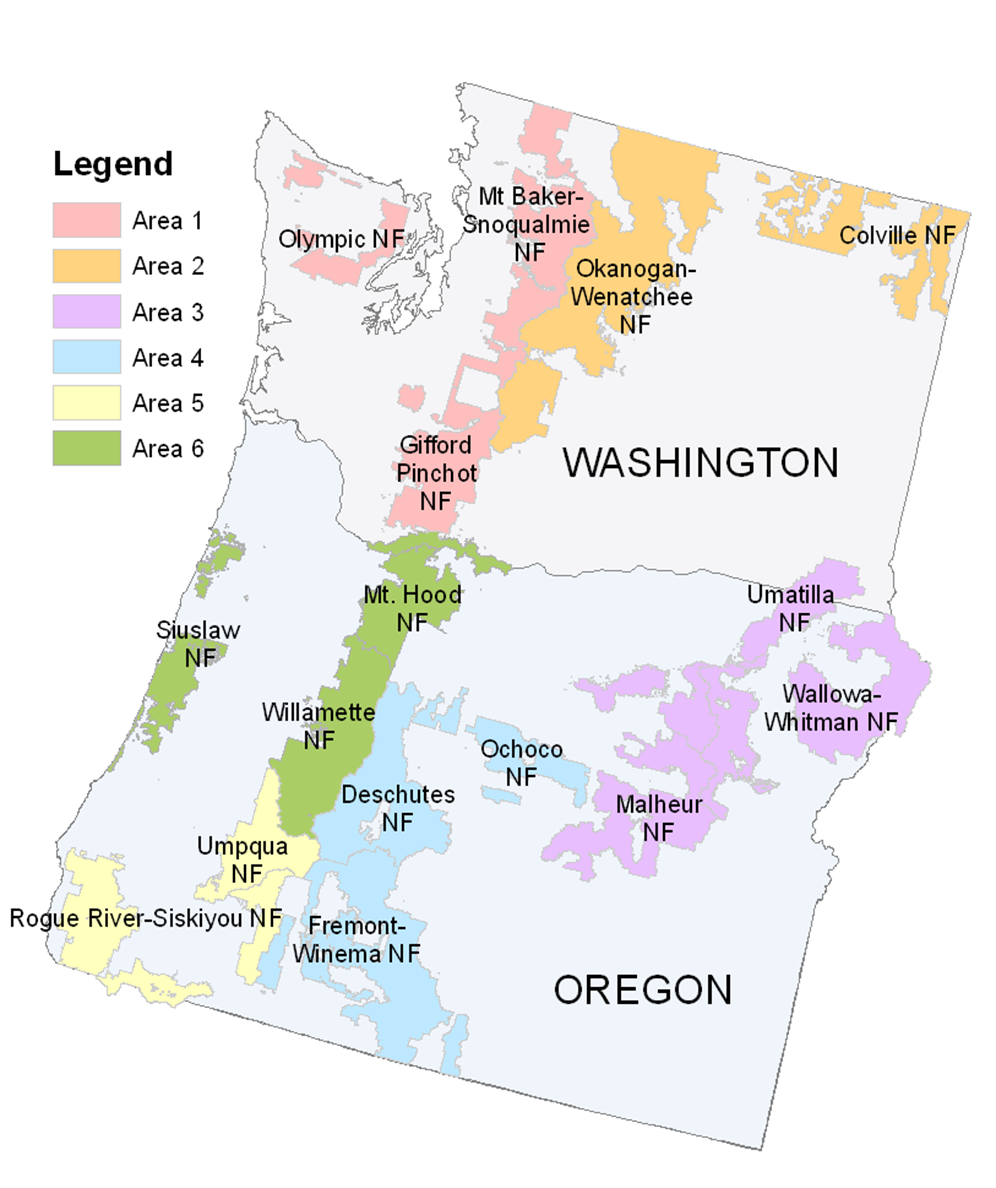 Legend
Area 1
Area 2
Area 3
Area 4
Area 5
Area 6
Olympic NF
Mt Baker-
Snoqualmie
NF
Okanogan-
Wenatchee
NF
Colville NF
Gifford
Pinchot
NF
WASHINGTON
Mt. Hood
NF
Umatilla
NF
Siuslaw
NF
Willamette
NF
Wallowa-
Whitman NF
Ochoco
NF
Deschutes
NF
Malheur
NF
Umpqua
NF
Rogue River-Siskiyou NF
Fremont-
Winema NF
OREGON